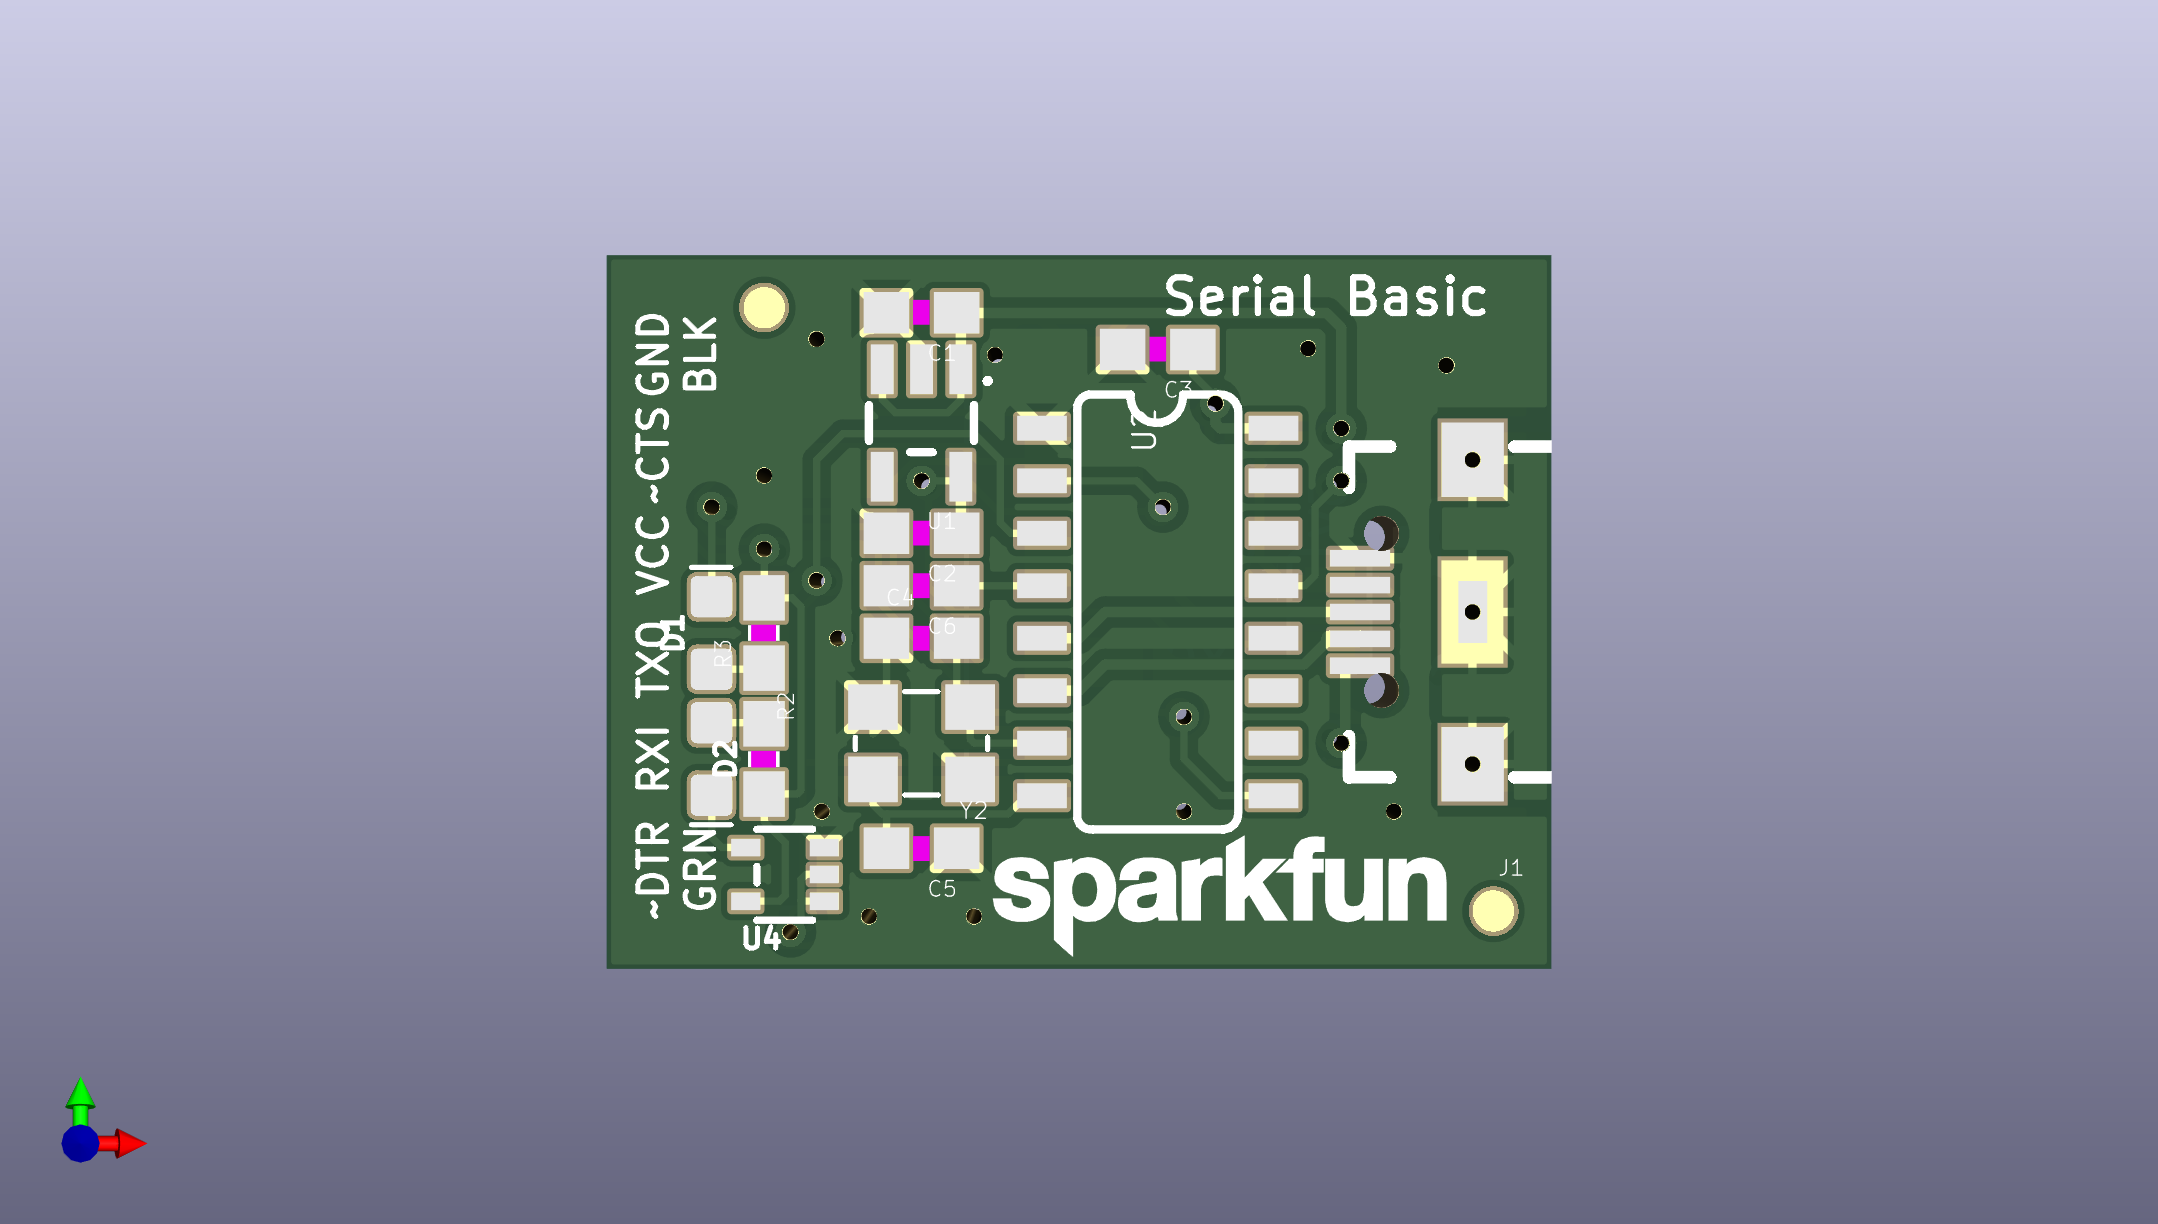 Serial Basic
GND
BLK
~CTS
VCC
TXO
RXI
~DTR
GRN
C1
C3
U1
C2
C4
C6
D1
R3
R2
D2
Y2
C5
U4
J1
sparkfun